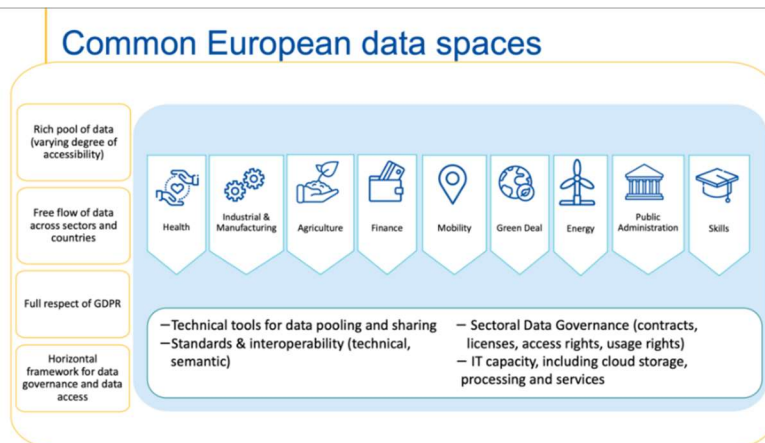 Common European data spaces
Rich pool of data
(varying degree of
accessibility)
Free flow of data
across sectors and
countries
Full respect of GDPR
Horizontal
framework for data
governance and data
access
Health
Industrial &
Manufacturing
Agriculture
Finance
Mobility
Green Deal
Energy
Public
Administration
Skills
—Technical tools for data pooling and sharing
—Standards & interoperability (technical,
semantic)
— Sectoral Data Governance (contracts,
licenses, access rights, usage rights)
— IT capacity, including cloud storage,
processing and services